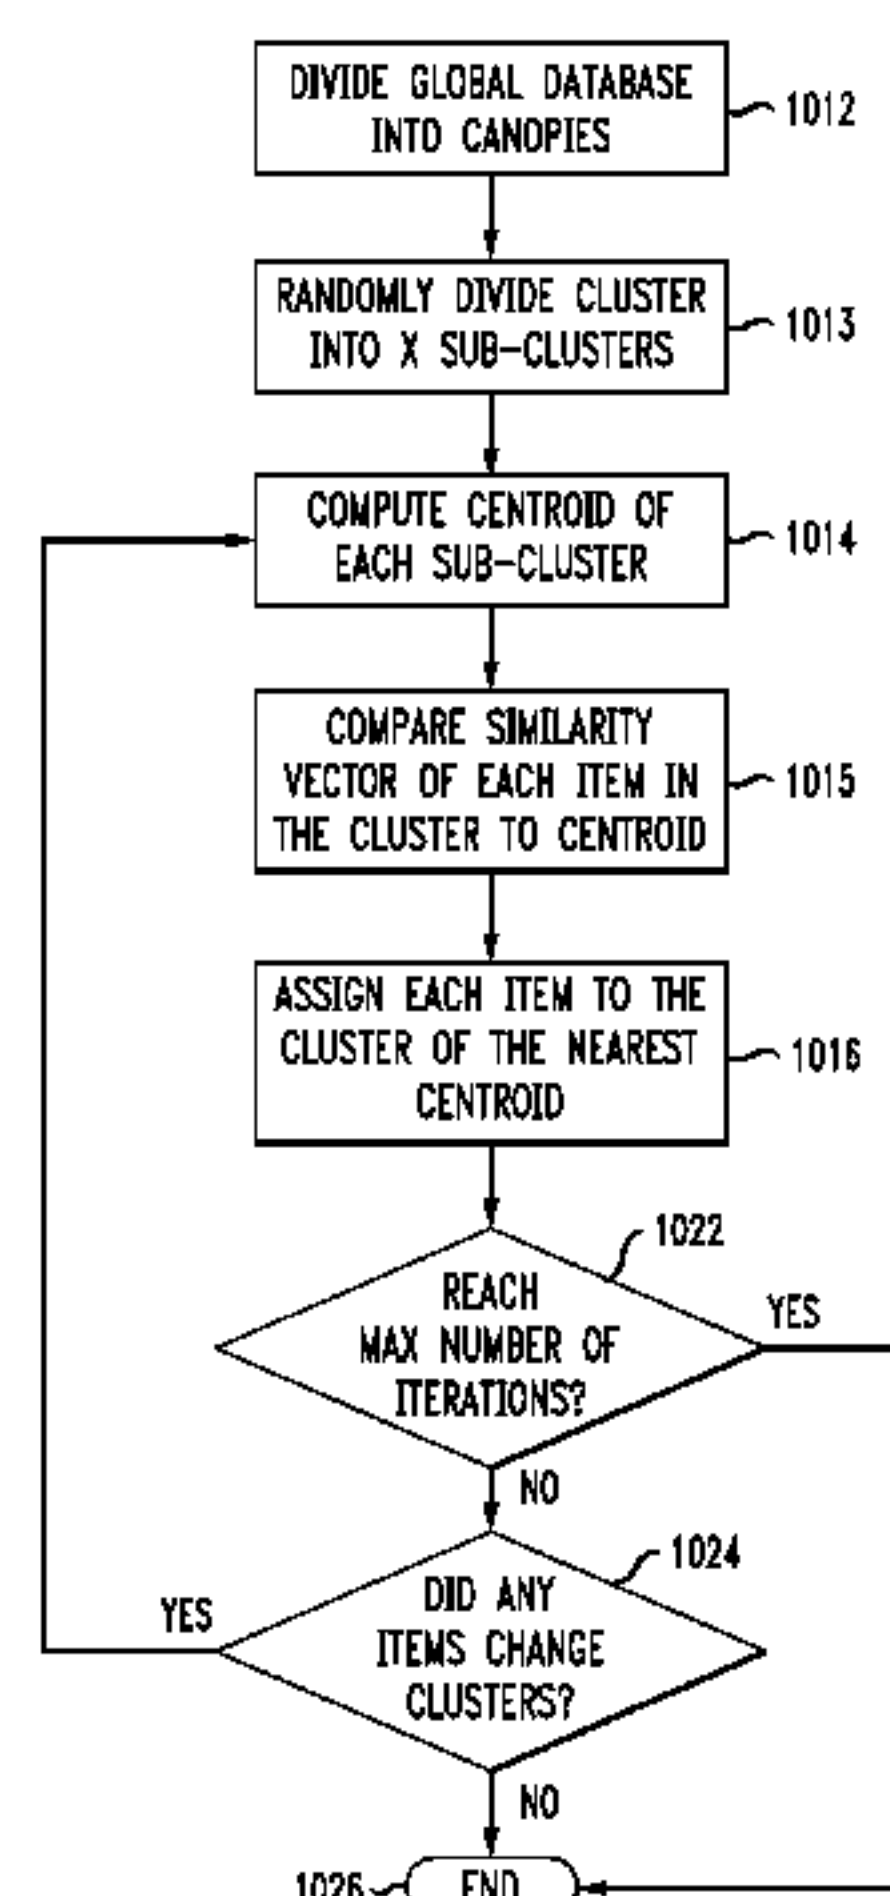 DIVIDE GLOBAL DATABASE
INTO CANOPIES
1012
RANDOMLY DIVIDE CLUSTER
INTO X SUB-CLUSTERS
1013
COMPUTE CENTROID OF
EACH SUB-CLUSTER
1014
COMPARE SIMILARITY
VECTOR OF EACH ITEM IN
THE CLUSTER TO CENTROID
1015
ASSIGN EACH ITEM TO THE
CLUSTER OF THE NEAREST
CENTROID
1016
1022
REACH
MAX NUMBER OF
ITERATIONS?
YES
NO
1024
DID ANY
ITEMS CHANGE
CLUSTERS?
YES
NO
1026
END